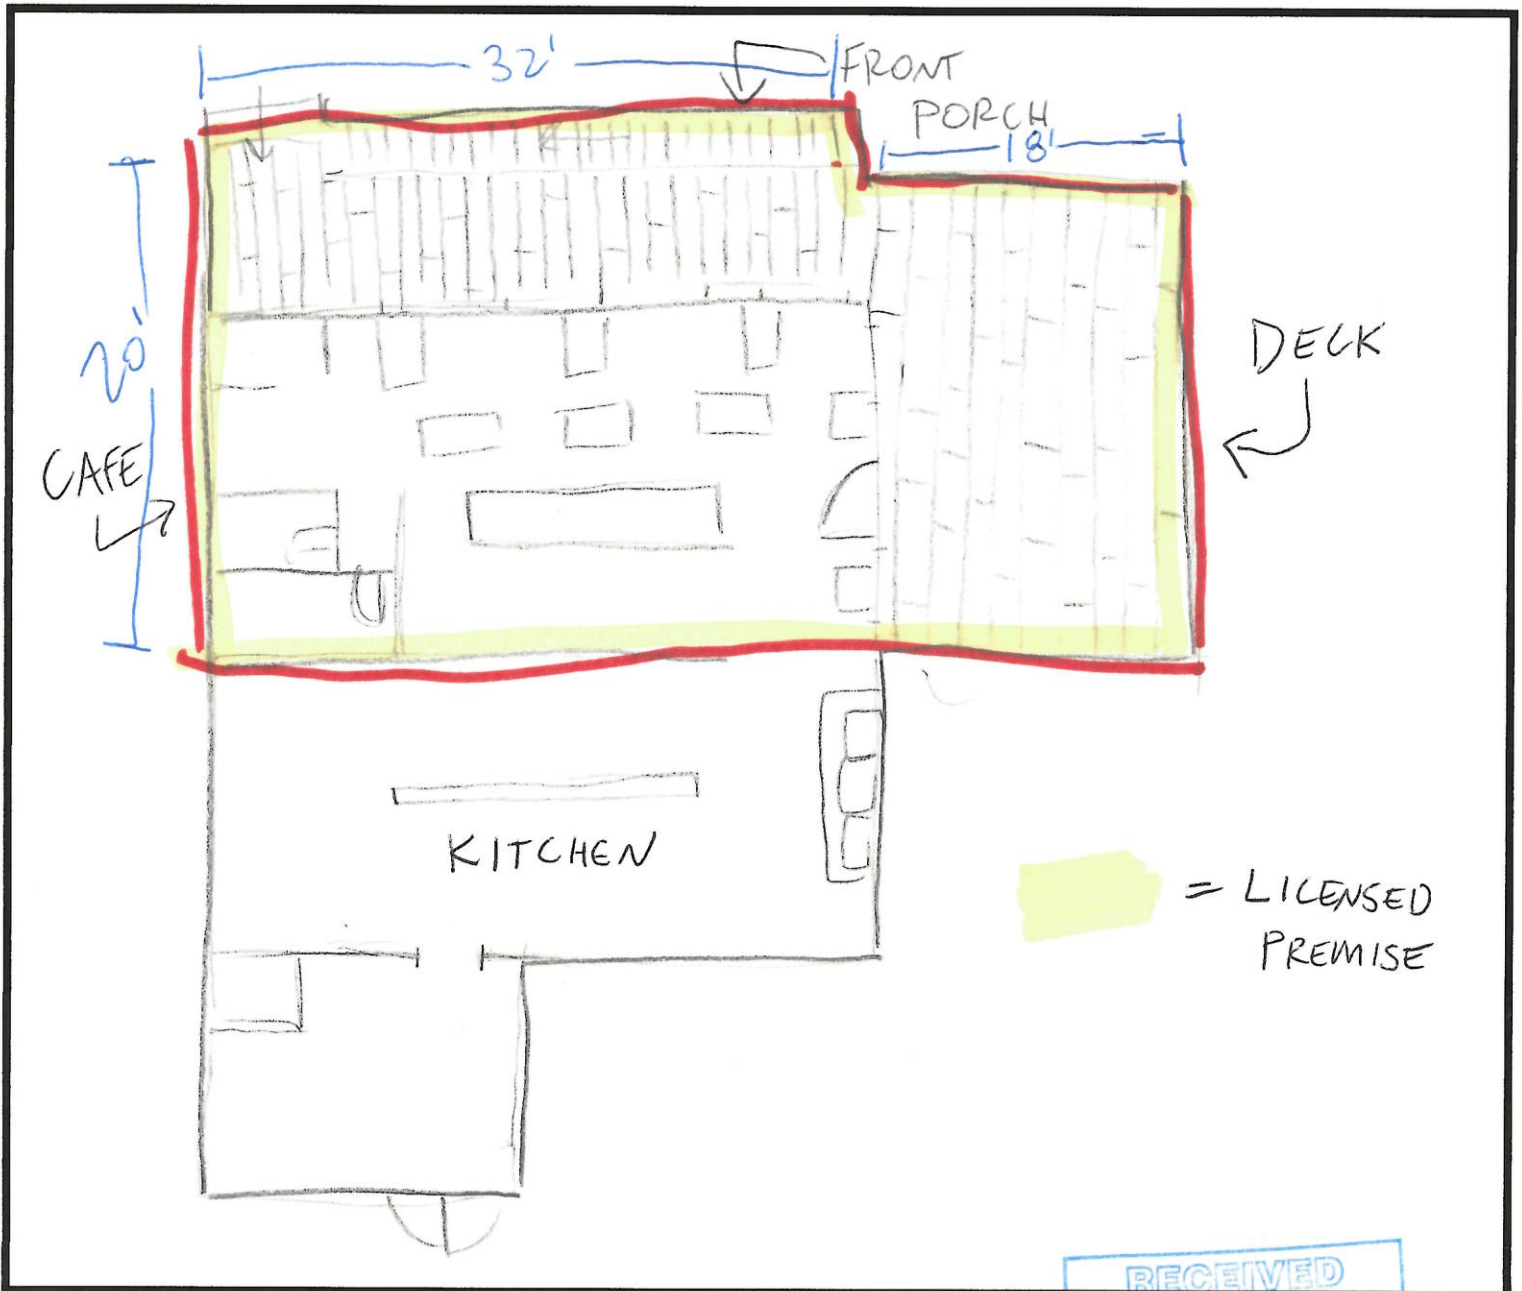 32'
FRONT
PORCH
18'
20'
DECK
CAFE
KITCHEN
= LICENSED
PREMISE
RECEIVED